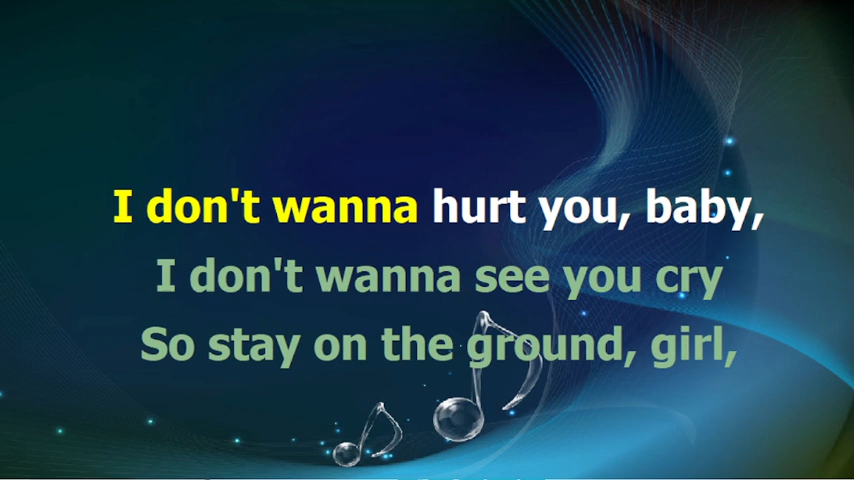 I don't wanna hurt you, baby,
I don't wanna see you cry
So stay on the ground, girl,